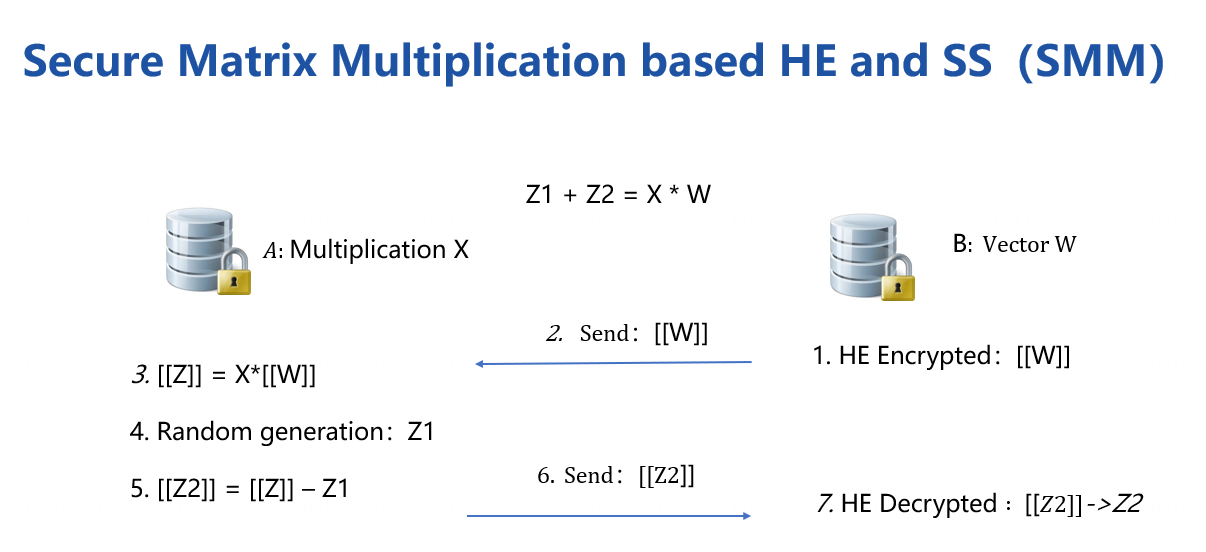 Secure Matrix Multiplication based HE and SS（SMM）
Z1 + Z2 = X * W
A: Multiplication X
B: Vector W
1. HE Encrypted：[[W]]
2. Send：[[W]]
3. [[Z]] = X*[[W]]
4. Random generation：Z1
5. [[Z2]] = [[Z]] – Z1
6. Send：[[Z2]]
7. HE Decrypted：[[Z2]]->Z2